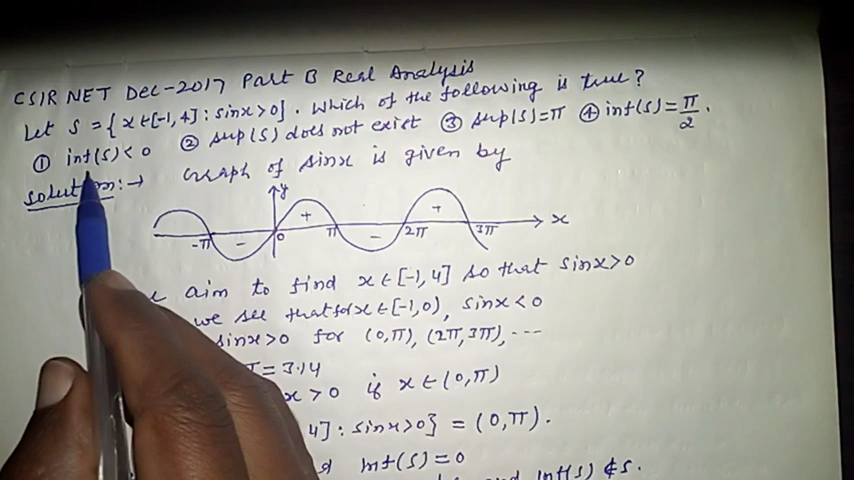 CSIR NET Dec-2017 Part B Real Analysis
Let S = {x∈[-1, 4] : sinx>0}. Which of the following is true?
① inf(S) < 0 ② sup(S) does not exist ③ sup(S)=π ④ inf(S)=π/2.
Solution:→ Graph of sinx is given by
y
+ +
-π - 0 π - 2π 3π x
aim to find x∈[-1, 4] so that sinx>0
we see that for x∈[-1,0), sinx<0
sinx>0 for (0,π), (2π, 3π), ---
π = 3.14
x > 0 if x∈(0,π)
4] : sinx>0} = (0,π).
Inf(S) = 0
and Inf(S) ∉ S.